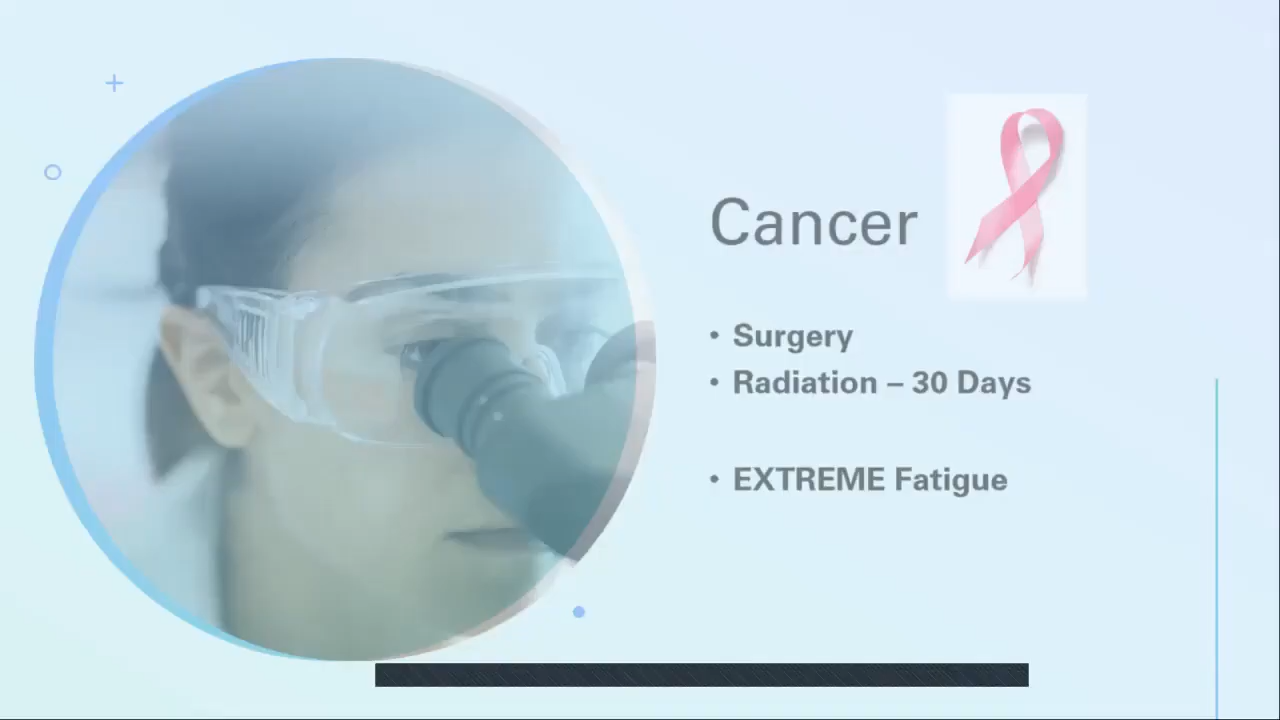 Cancer
• Surgery
• Radiation – 30 Days
• EXTREME Fatigue